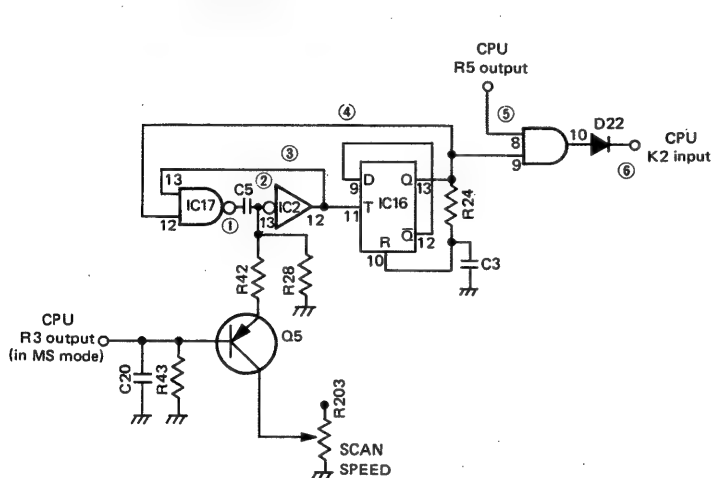 CPU
R5 output
④
⑤
D22
10
8
9
CPU
K2 input
⑥
③
13
IC17
12
①
C5
②
13
IC2
12
11
9
D
Q
13
T
IC16
Q
12
R
10
R24
C3
R42
R28
CPU
R3 output
(in MS mode)
Q5
C20
R43
R203
SCAN
SPEED